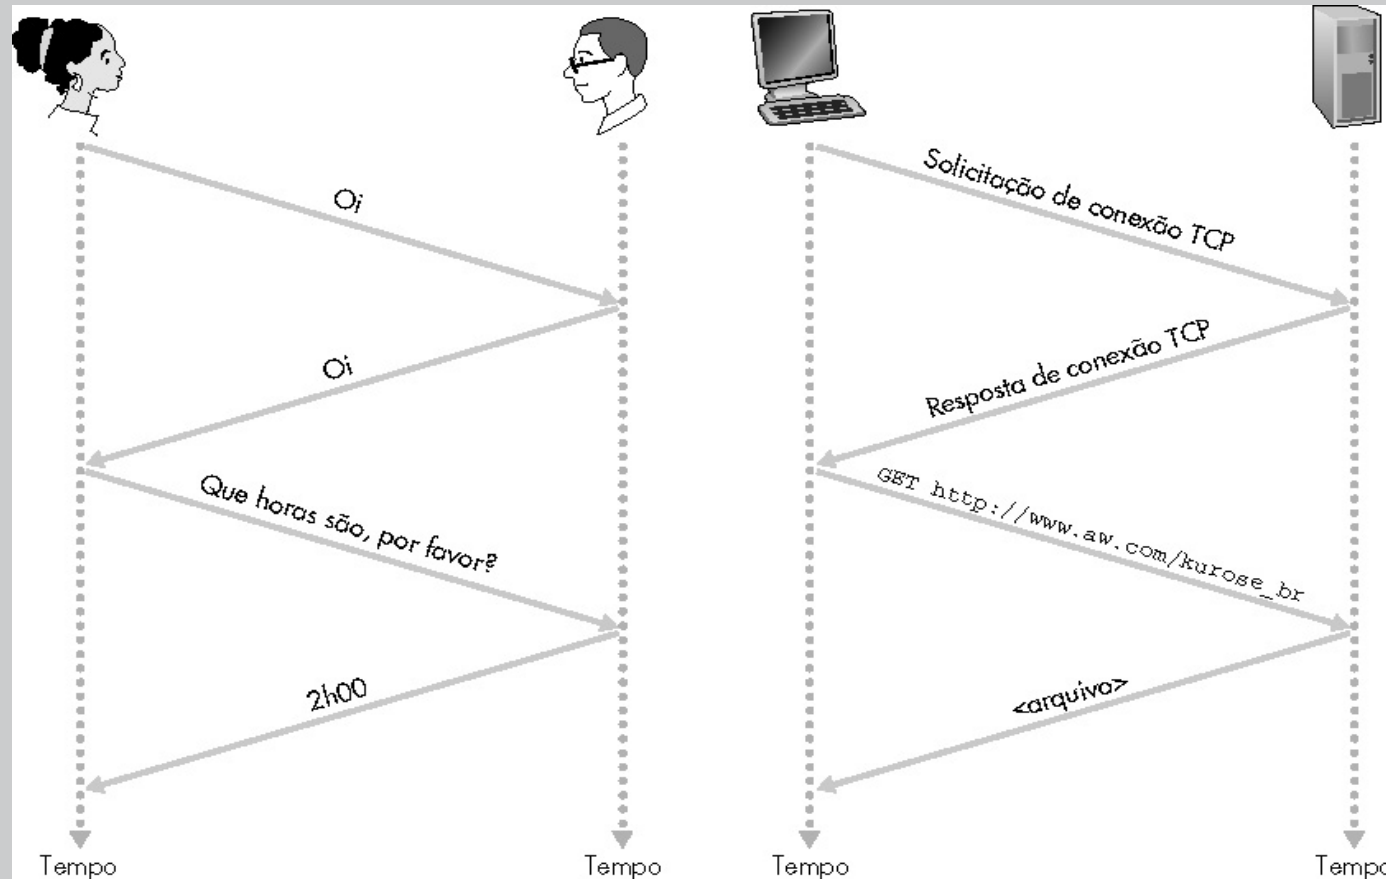 Oi
Oi
Que horas são, por favor?
2h00
Tempo
Tempo
Solicitação de conexão TCP
Resposta de conexão TCP
GET http://www.aw.com/kurose_br
<arquivo>
Tempo
Tempo